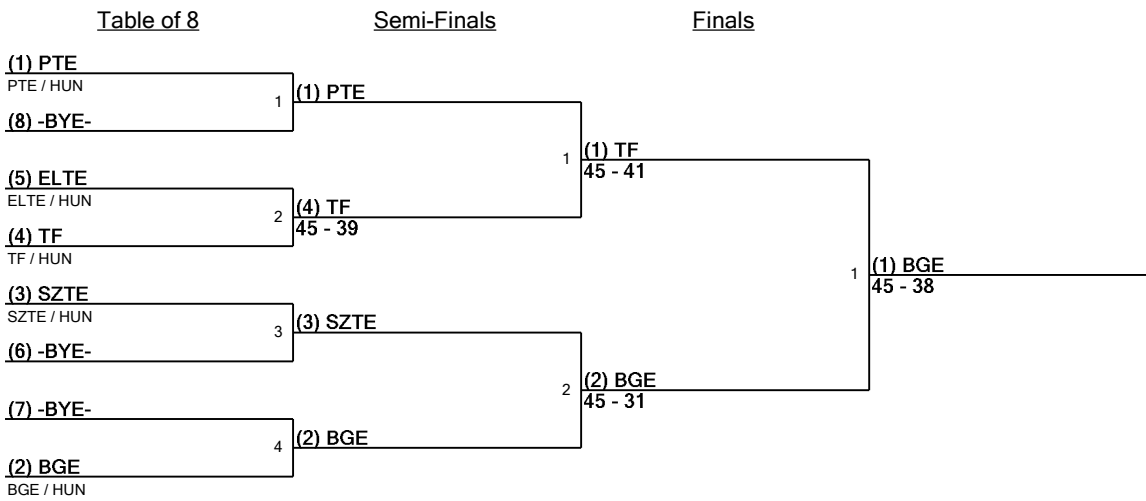 Table of 8
Semi-Finals
Finals
(1) PTE
PTE / HUN
(8) -BYE-
(5) ELTE
ELTE / HUN
(4) TF
TF / HUN
(3) SZTE
SZTE / HUN
(6) -BYE-
(7) -BYE-
(2) BGE
BGE / HUN
1
(1) PTE
2
(4) TF
45 - 39
3
(3) SZTE
4
(2) BGE
1
(1) TF
45 - 41
2
(2) BGE
45 - 31
1
(1) BGE
45 - 38